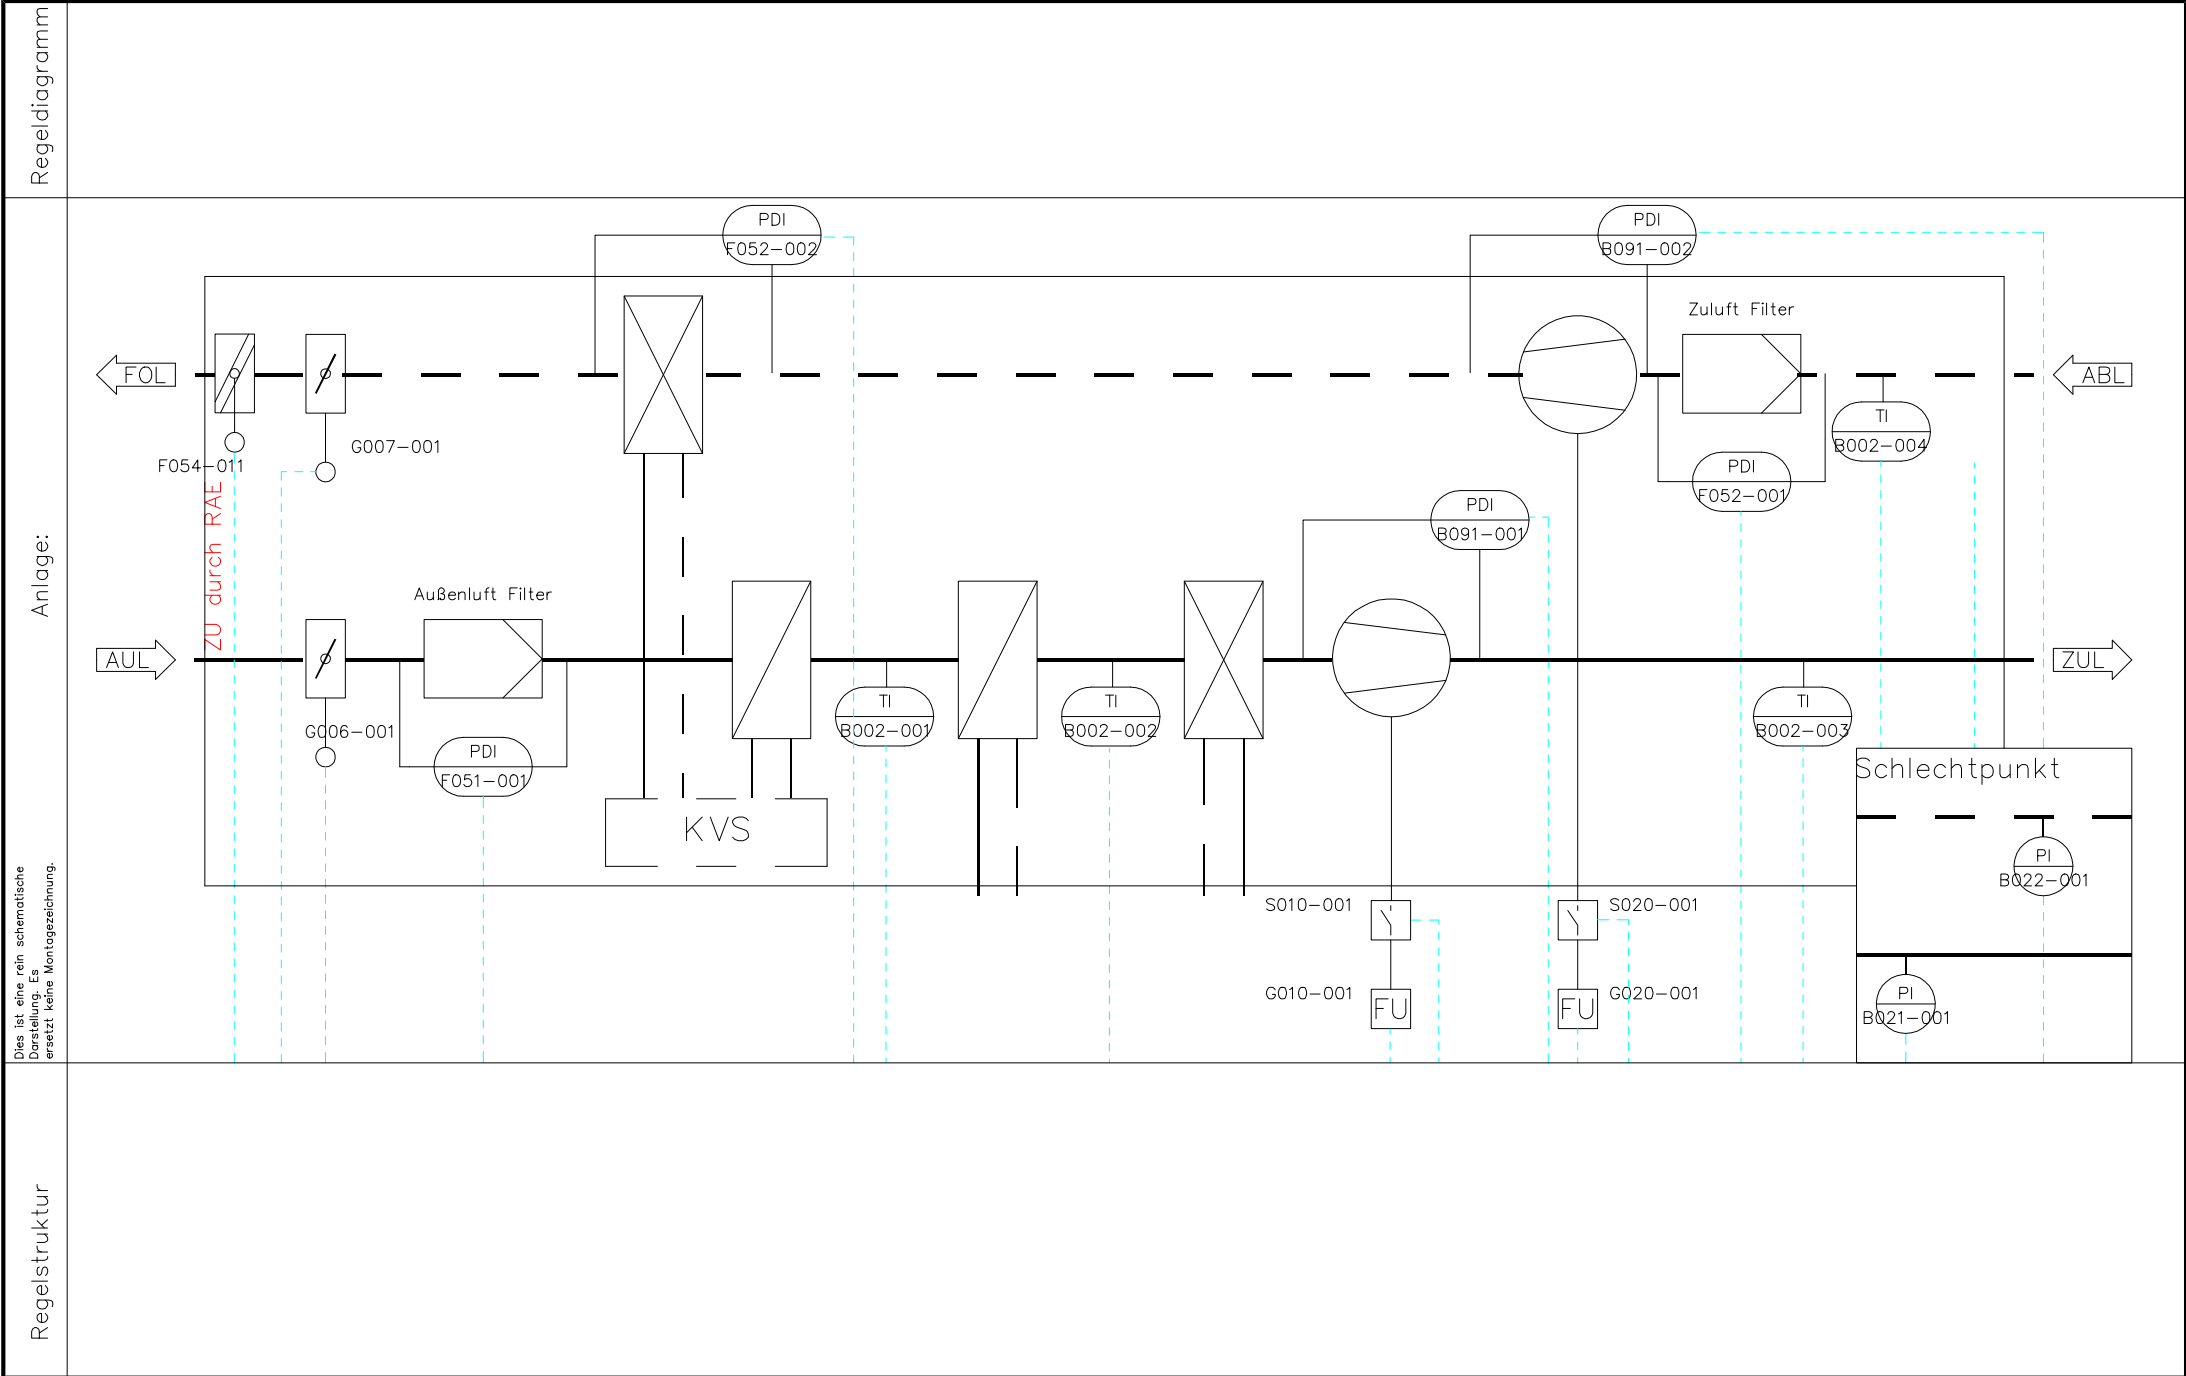 Regeldiagramm
PDI
F052-002
PDI
B091-002
Zuluft Filter
FOL
ABL
TI
B002-004
G007-001
F054-011
PDI
F052-001
ZU durch RAE
PDI
B091-001
Anlage:
Außenluft Filter
AUL
ZUL
TI
B002-001
TI
B002-002
TI
B002-003
G006-001
PDI
F051-001
Schlechtpunkt
KVS
PI
B022-001
S010-001
S020-001
G010-001
FU
FU
G020-001
PI
B021-001
Dies ist eine rein schematische
Darstellung. Es
ersetzt keine Montagezeichnung.
Regelstruktur